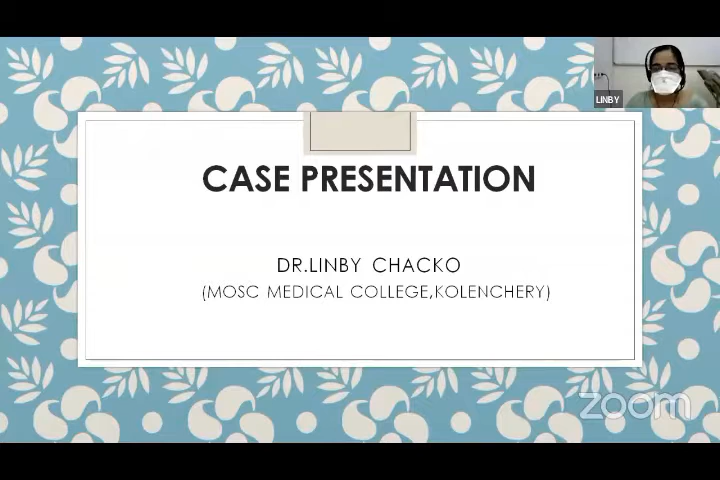 LINBY
CASE PRESENTATION
DR.LINBY CHACKO
(MOSC MEDICAL COLLEGE,KOLENCHERY)
zoom